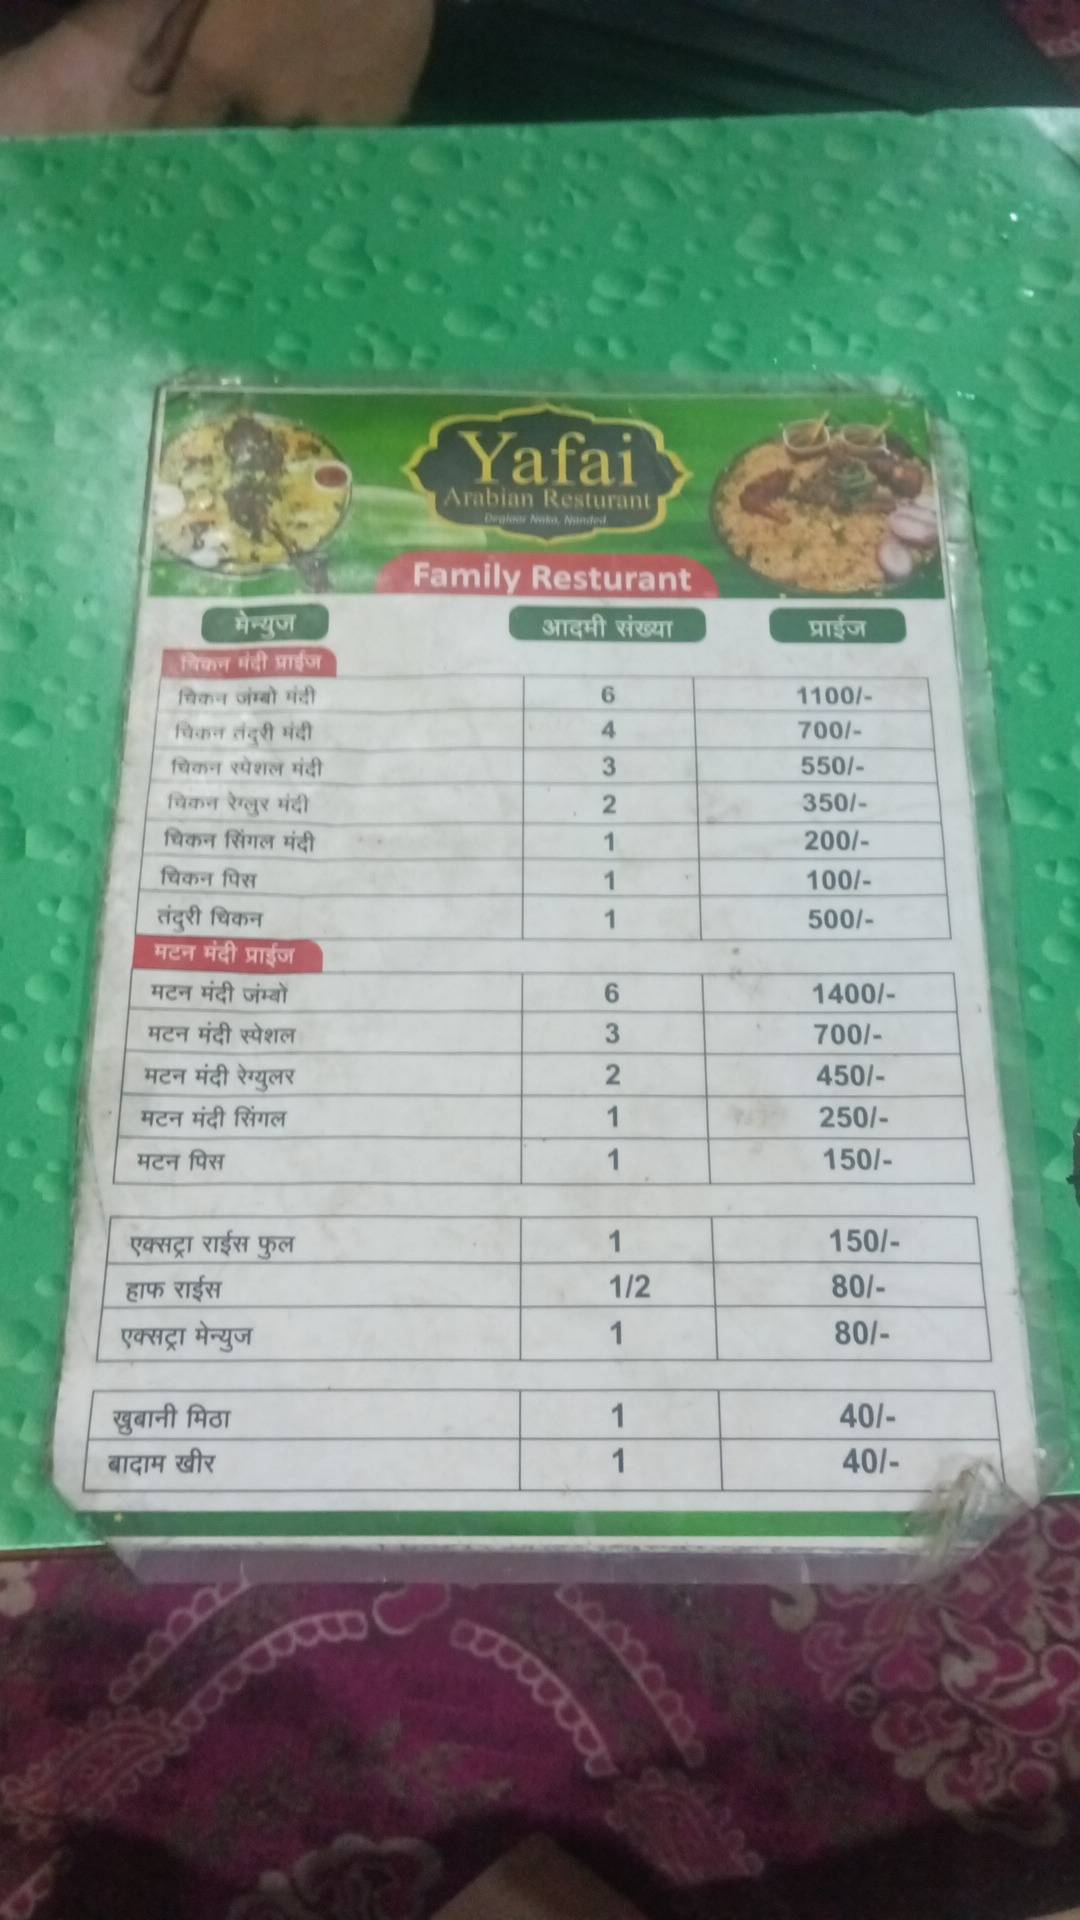 Yafai
Arabian Resturant
Degloor Naka, Nanded
Family Resturant
मेन्युज आदमी संख्या प्राईज
चिकन मंदी प्राईज
चिकन जंम्बो मंदी 6 1100/-
चिकन तंदुरी मंदी 4 700/-
चिकन स्पेशल मंदी 3 550/-
चिकन रेग्लुर मंदी 2 350/-
चिकन सिंगल मंदी 1 200/-
चिकन पिस 1 100/-
तंदुरी चिकन 1 500/-
मटन मंदी प्राईज
मटन मंदी जंम्बो 6 1400/-
मटन मंदी स्पेशल 3 700/-
मटन मंदी रेग्युलर 2 450/-
मटन मंदी सिंगल 1 250/-
मटन पिस 1 150/-
एक्सट्रा राईस फुल 1 150/-
हाफ राईस 1/2 80/-
एक्सट्रा मेन्युज 1 80/-
खुबानी मिठा 1 40/-
बादाम खीर 1 40/-